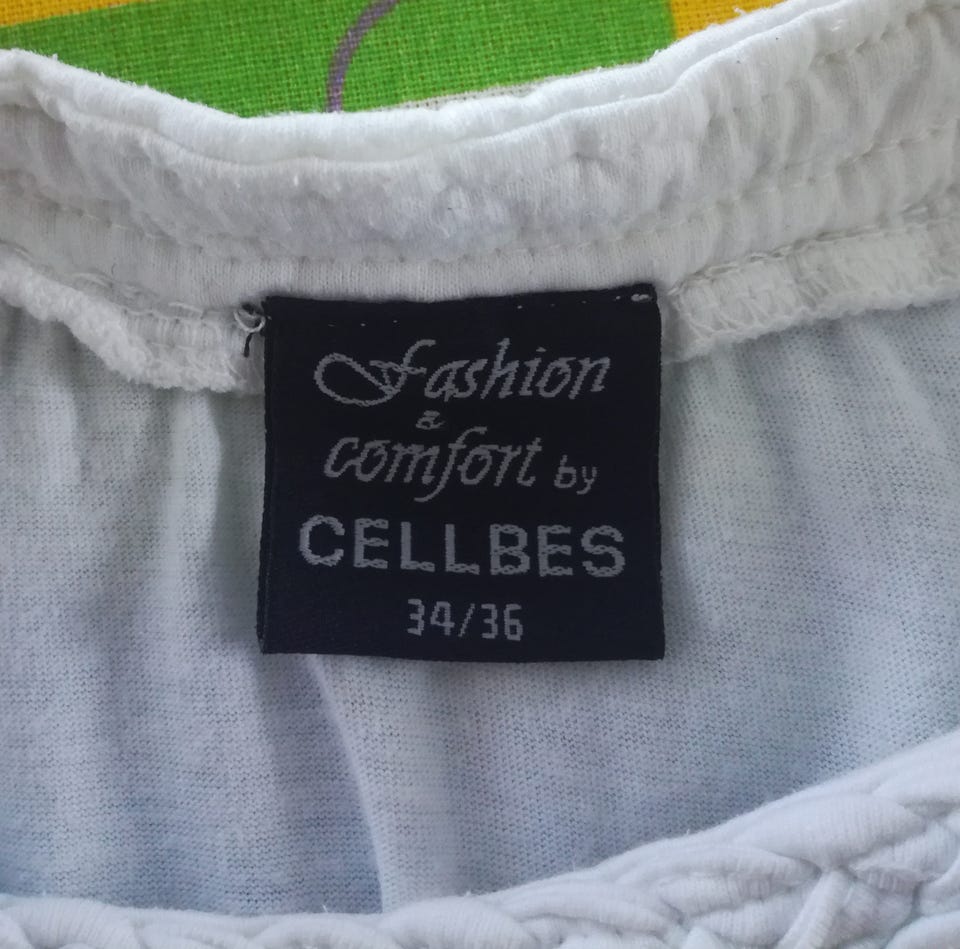 Fashion
&
comfort by
CELLBES
34/36